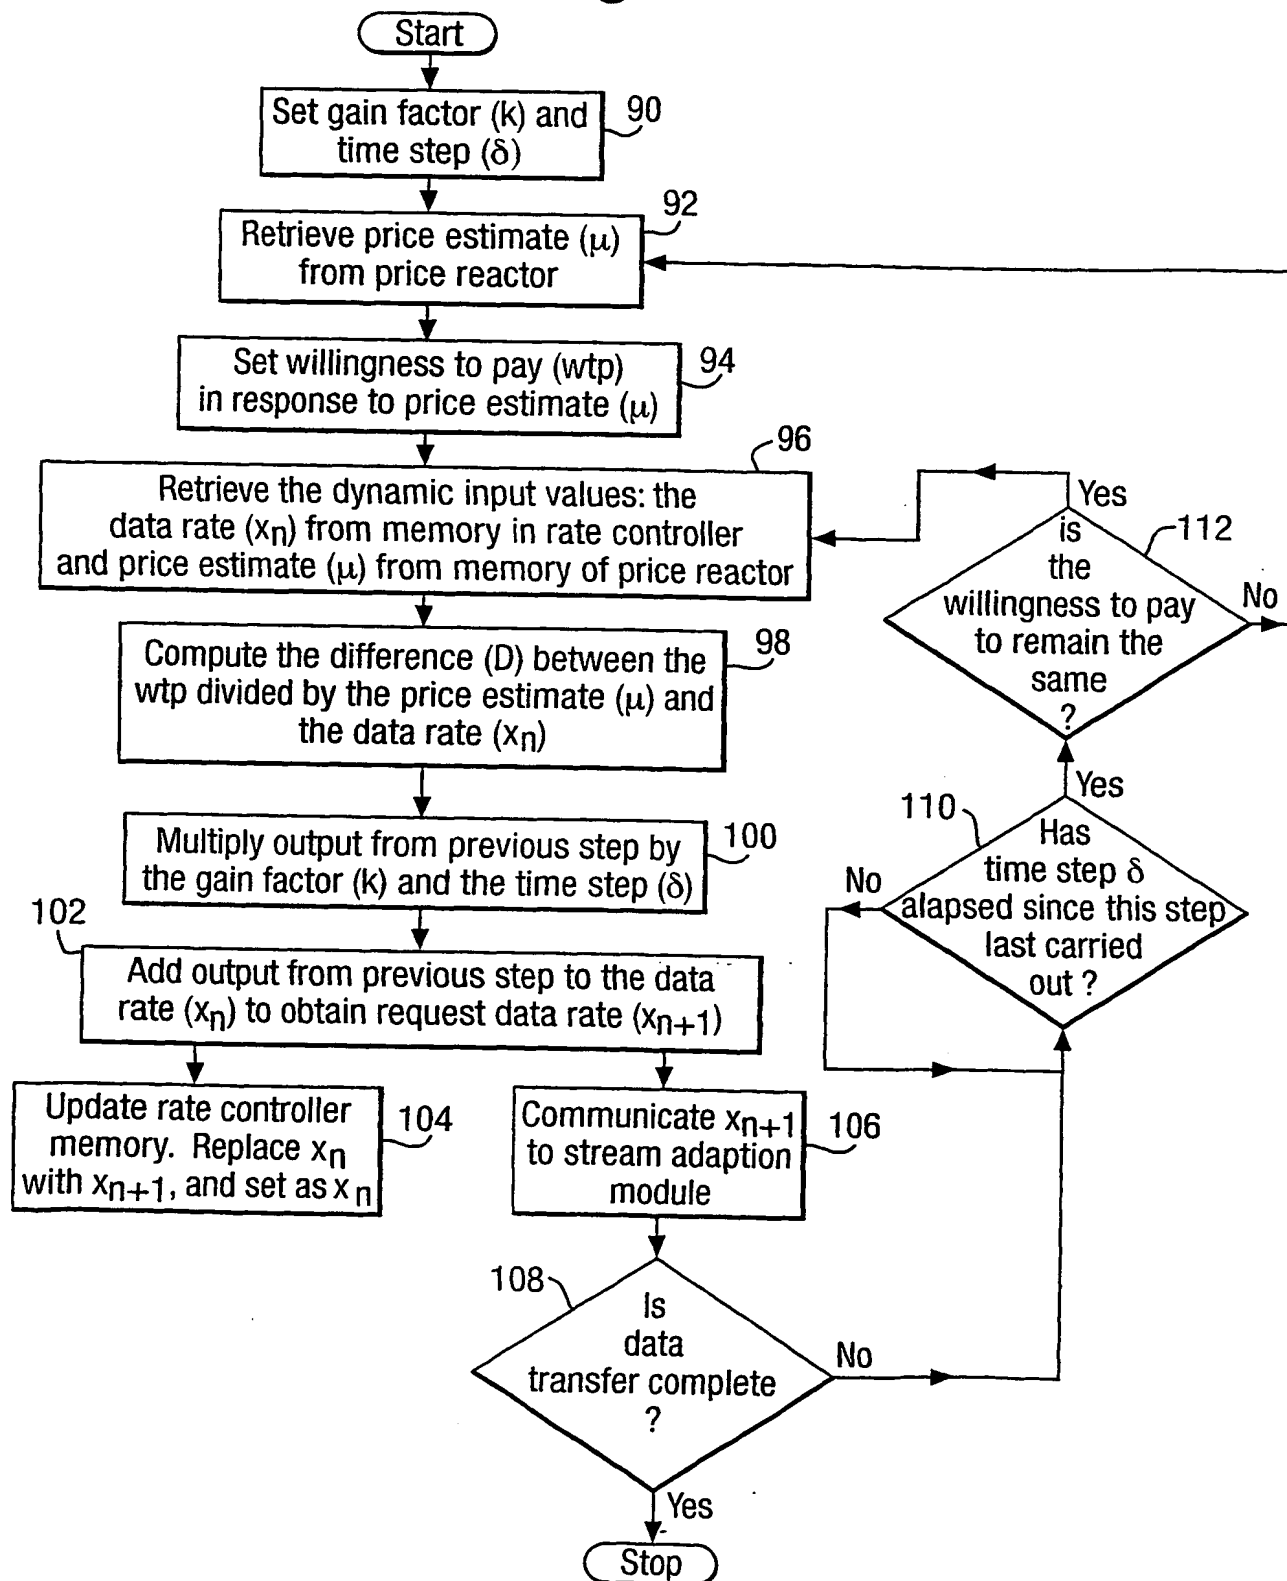 Start
Set gain factor (k) and
time step (δ)
90
Retrieve price estimate (μ)
from price reactor
92
Set willingness to pay (wtp)
in response to price estimate (μ)
94
Retrieve the dynamic input values: the
data rate (xn) from memory in rate controller
and price estimate (μ) from memory of price reactor
96
Compute the difference (D) between the
wtp divided by the price estimate (μ) and
the data rate (xn)
98
Multiply output from previous step by
the gain factor (k) and the time step (δ)
100
102
Add output from previous step to the data
rate (xn) to obtain request data rate (xn+1)
Update rate controller
memory. Replace xn
with xn+1, and set as xn
104
Communicate xn+1
to stream adaption
module
106
108
Is
data
transfer complete
?
No
Yes
Stop
110
Has
time step δ
alapsed since this step
last carried
out ?
No
Yes
is
the
willingness to pay
to remain the
same
?
112
Yes
No